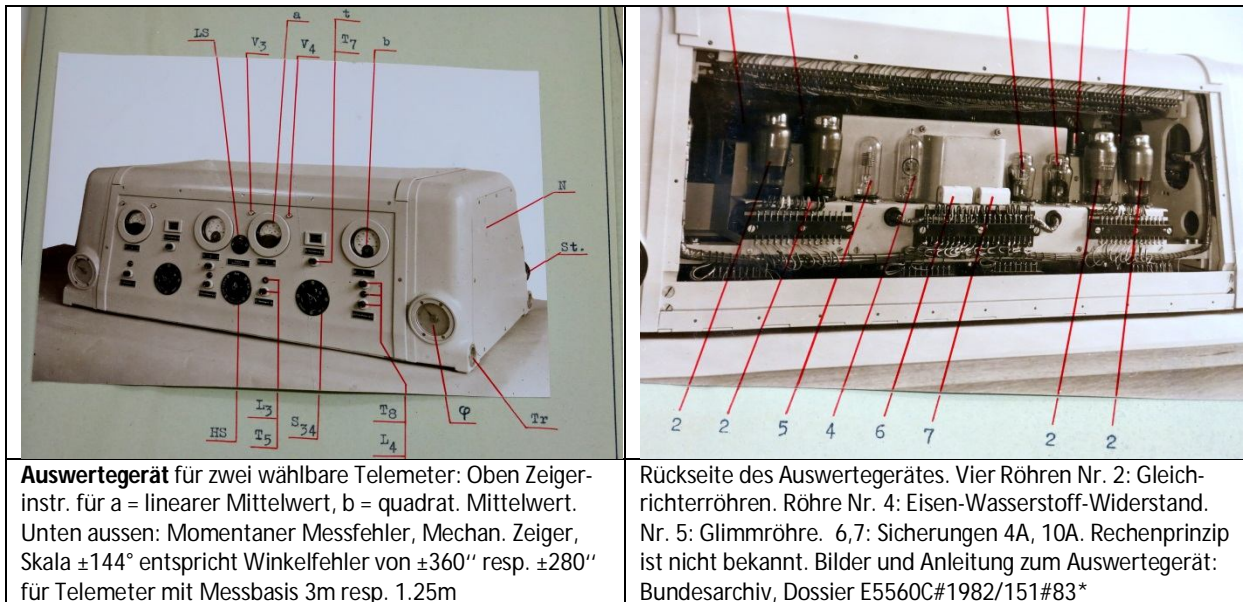 LS
V3
a
V4
t
T7
b
N
St.
HS
L3
T5
S34
T8
L4
φ
Tr
2
2
5
4
6
7
2
2
Auswertegerät für zwei wählbare Telemeter: Oben Zeiger-
instr. für a = linearer Mittelwert, b = quadrat. Mittelwert.
Unten aussen: Momentaner Messfehler, Mechan. Zeiger,
Skala ±144° entspricht Winkelfehler von ±360‘‘ resp. ±280‘‘
für Telemeter mit Messbasis 3m resp. 1.25m
Rückseite des Auswertegerätes. Vier Röhren Nr. 2: Gleich-
richterröhren. Röhre Nr. 4: Eisen-Wasserstoff-Widerstand.
Nr. 5: Glimmröhre. 6,7: Sicherungen 4A, 10A. Rechenprinzip
ist nicht bekannt. Bilder und Anleitung zum Auswertegerät:
Bundesarchiv, Dossier E5560C#1982/151#83*